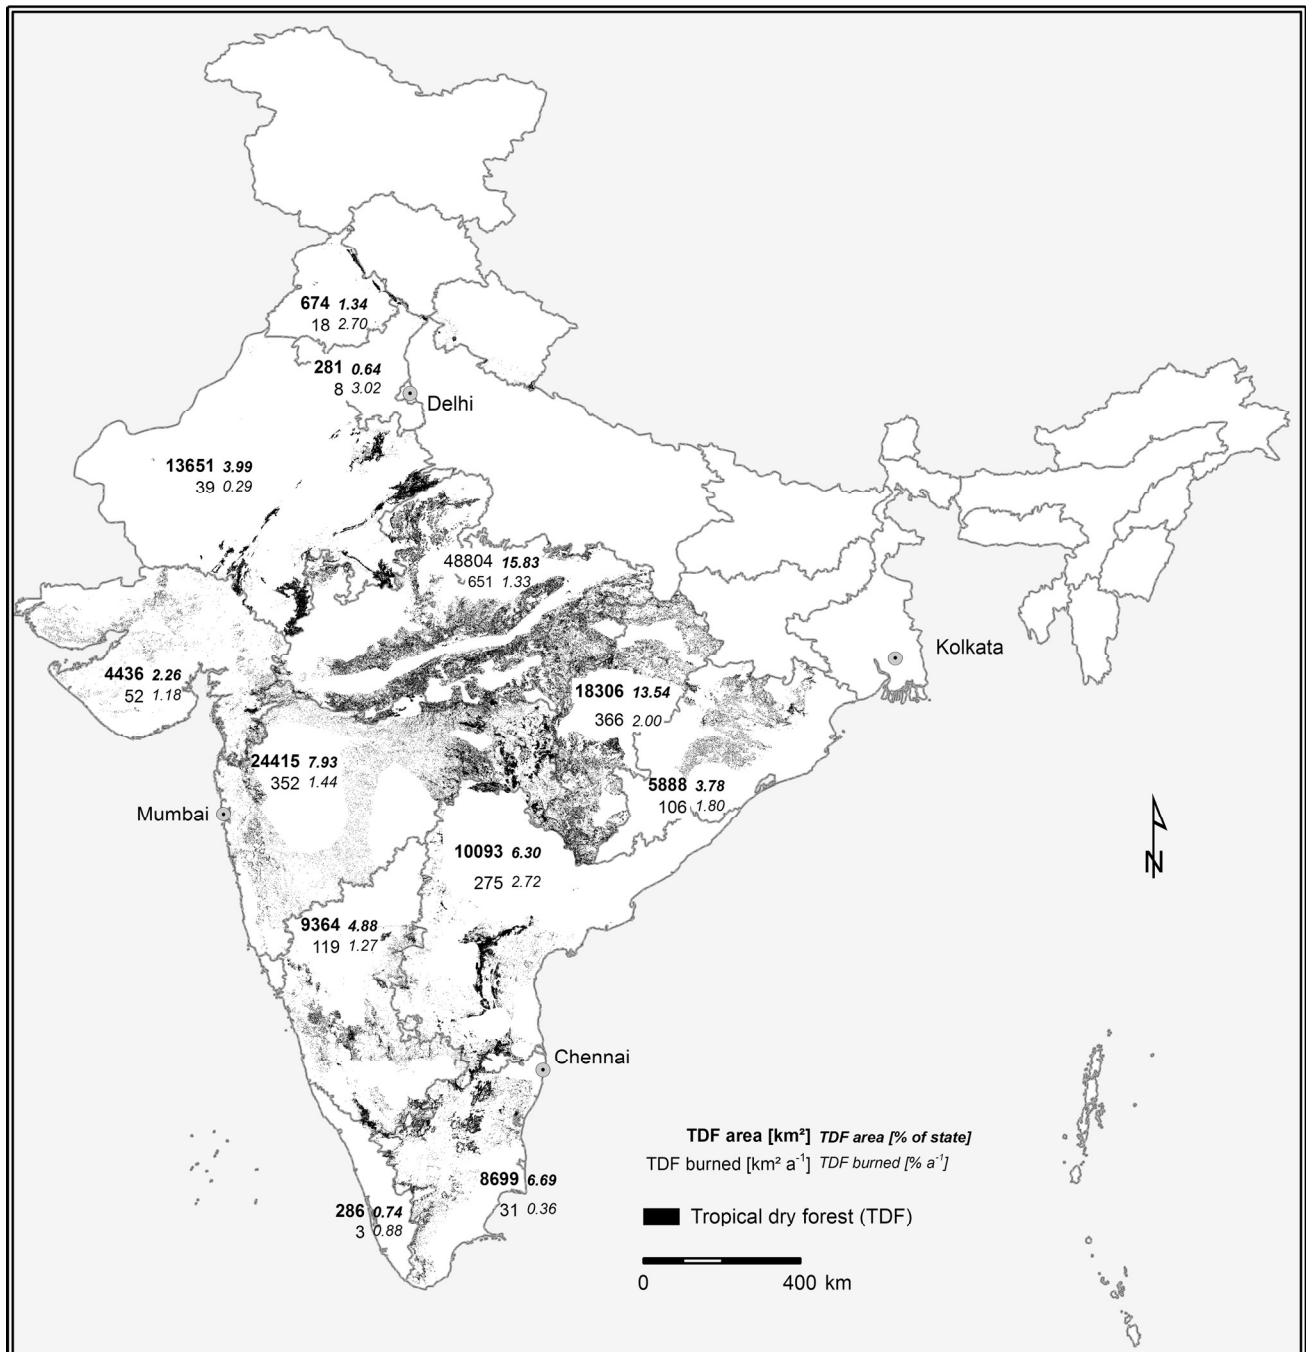 674 1.34
18 2.70
281 0.64
8 3.02
Delhi
13651 3.99
39 0.29
48804 15.83
651 1.33
Kolkata
4436 2.26
52 1.18
18306 13.54
366 2.00
24415 7.93
352 1.44
5888 3.78
106 1.80
Mumbai
10093 6.30
275 2.72
N
9364 4.88
119 1.27
Chennai
TDF area [km²] TDF area [% of state]
TDF burned [km² a⁻¹] TDF burned [% a⁻¹]
8699 6.69
31 0.36
286 0.74
3 0.88
Tropical dry forest (TDF)
0 400 km